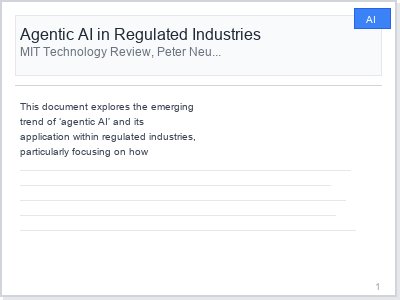 AI
Agentic AI in Regulated Industries
MIT Technology Review, Peter Neu...
This document explores the emerging
trend of ‘agentic AI’ and its
application within regulated industries,
particularly focusing on how
1